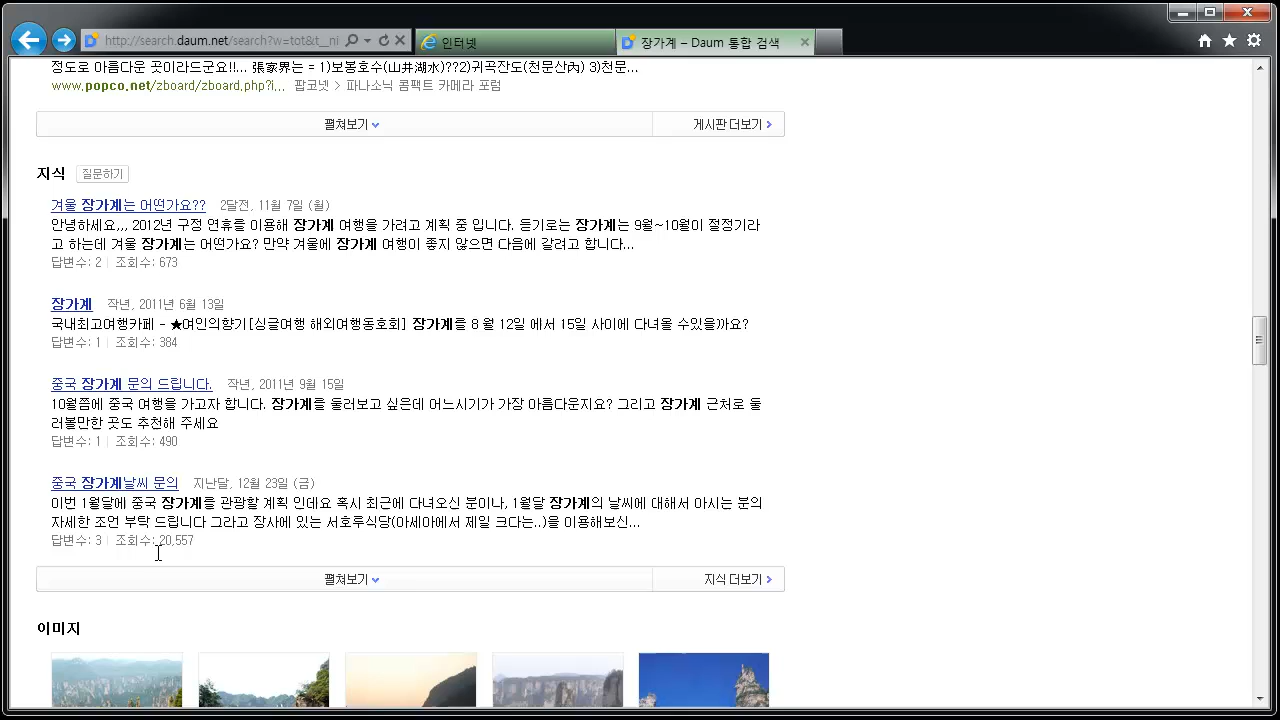 http://search.daum.net/search?w=tot&t__ni
인터넷
장가계 – Daum 통합 검색
정도로 아름다운 곳이라드군요!!... 張家界는 = 1)보봉호수(山井湖水)??2)귀곡잔도(천문산內) 3)천문...
www.popco.net/zboard/zboard.php?i... 팝코넷 > 파나소닉 콤팩트 카메라 포럼
펼쳐보기
게시판 더보기
지식 질문하기
겨울 장가계는 어떤가요?? 2달전, 11월 7일 (월)
안녕하세요,,, 2012년 구정 연휴를 이용해 장가계 여행을 가려고 계획 중 입니다. 듣기로는 장가계는 9월~10월이 절정기라
고 하는데 겨울 장가계는 어떤가요? 만약 겨울에 장가계 여행이 좋지 않으면 다음에 갈려고 합니다...
답변수: 2 조회수: 673
장가계 작년, 2011년 6월 13일
국내최고여행카페 - ★여인의향기[싱글여행 해외여행동호회] 장가계를 8 월 12일 에서 15일 사이에 다녀올 수있을까요?
답변수: 1 조회수: 384
중국 장가계 문의 드립니다. 작년, 2011년 9월 15일
10월쯤에 중국 여행을 가고자 합니다. 장가계를 둘러보고 싶은데 어느시기가 가장 아름다운지요? 그리고 장가계 근처로 둘
러볼만한 곳도 추천해 주세요
답변수: 1 조회수: 490
중국 장가계날씨 문의 지난달, 12월 23일 (금)
이번 1월달에 중국 장가계를 관광할 계획 인데요 혹시 최근에 다녀오신 분이나, 1월달 장가계의 날씨에 대해서 아시는 분의
자세한 조언 부탁 드립니다 그라고 장사에 있는 서호루식당(아세아에서 제일 크다는..)을 이용해보신...
답변수: 3 조회수: 20,557
펼쳐보기
지식 더보기
이미지